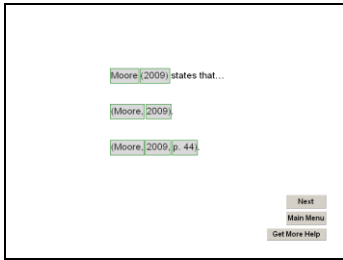 Moore (2009) states that…
(Moore, 2009).
(Moore, 2009, p. 44).
Next
Main Menu
Get More Help